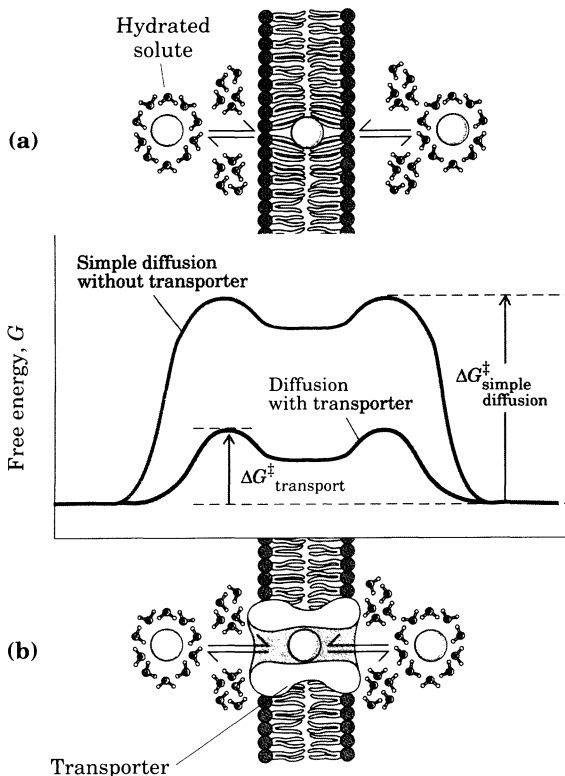 Hydrated
solute
(a)
Simple diffusion
without transporter
Free energy, G
Diffusion
with transporter
ΔG‡simple
diffusion
ΔG‡transport
(b)
Transporter